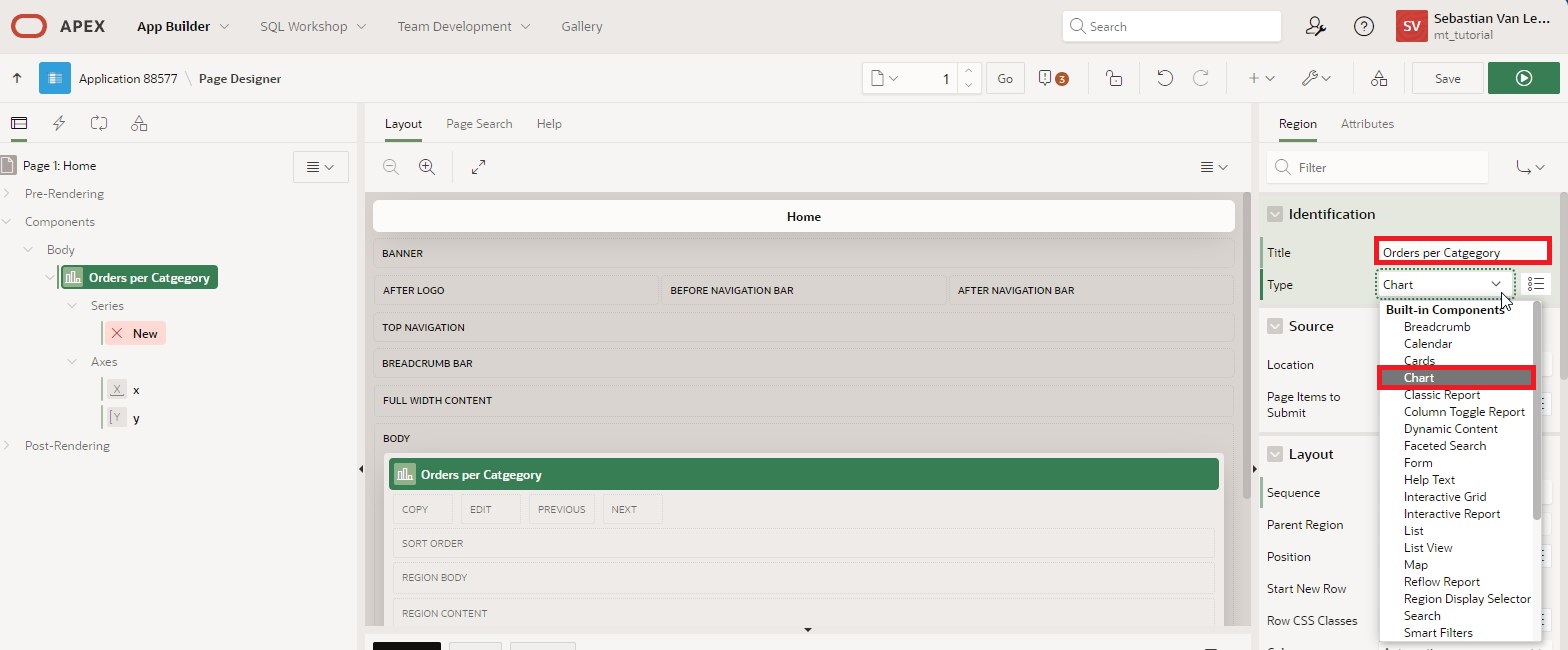 APEX
App Builder
SQL Workshop
Team Development
Gallery
Search
SV
Sebastian Van Le...
mt_tutorial
Application 88577 \ Page Designer
1
Go
3
Save
Page 1: Home
Pre-Rendering
Components
Body
Orders per Catgegory
Series
New
Axes
X x
Y y
Post-Rendering
Layout
Page Search
Help
Home
BANNER
AFTER LOGO
BEFORE NAVIGATION BAR
AFTER NAVIGATION BAR
TOP NAVIGATION
BREADCRUMB BAR
FULL WIDTH CONTENT
BODY
Orders per Catgegory
COPY
EDIT
PREVIOUS
NEXT
SORT ORDER
REGION BODY
REGION CONTENT
Region
Attributes
Filter
Identification
Title
Orders per Catgegory
Type
Chart
Source
Location
Page Items to
Submit
Layout
Sequence
Parent Region
Position
Start New Row
Row CSS Classes
Built-in Components
Breadcrumb
Calendar
Cards
Chart
Classic Report
Column Toggle Report
Dynamic Content
Faceted Search
Form
Help Text
Interactive Grid
Interactive Report
List
List View
Map
Reflow Report
Region Display Selector
Search
Smart Filters